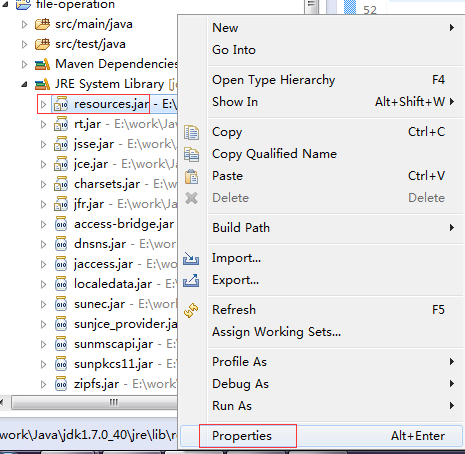 file-operation
52
src/main/java
src/test/java
Maven Dependencies
JRE System Library [j
resources.jar - E:\
rt.jar - E:\work\Java
jsse.jar - E:\work\J
jce.jar - E:\work\Ja
charsets.jar - E:\w
jfr.jar - E:\work\Ja
access-bridge.jar
dnsns.jar - E:\wor
jaccess.jar - E:\wo
localedata.jar - E:
sunec.jar - E:\wor
sunjce_provider.ja
sunmscapi.jar - E:
sunpkcs11.jar - E:
zipfs.jar - E:\work
work\Java\jdk1.7.0_40\jre\lib\r
New
Go Into
Open Type Hierarchy F4
Show In Alt+Shift+W
Copy Ctrl+C
Copy Qualified Name
Paste Ctrl+V
Delete Delete
Build Path
Import...
Export...
Refresh F5
Assign Working Sets...
Profile As
Debug As
Run As
Properties Alt+Enter